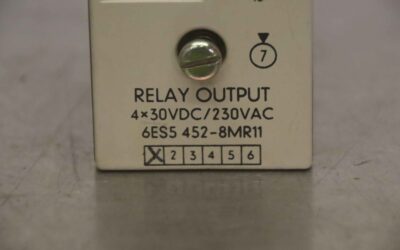 7
RELAY OUTPUT
4×30VDC/230VAC
6ES5 452-8MR11
X 2 3 4 5 6